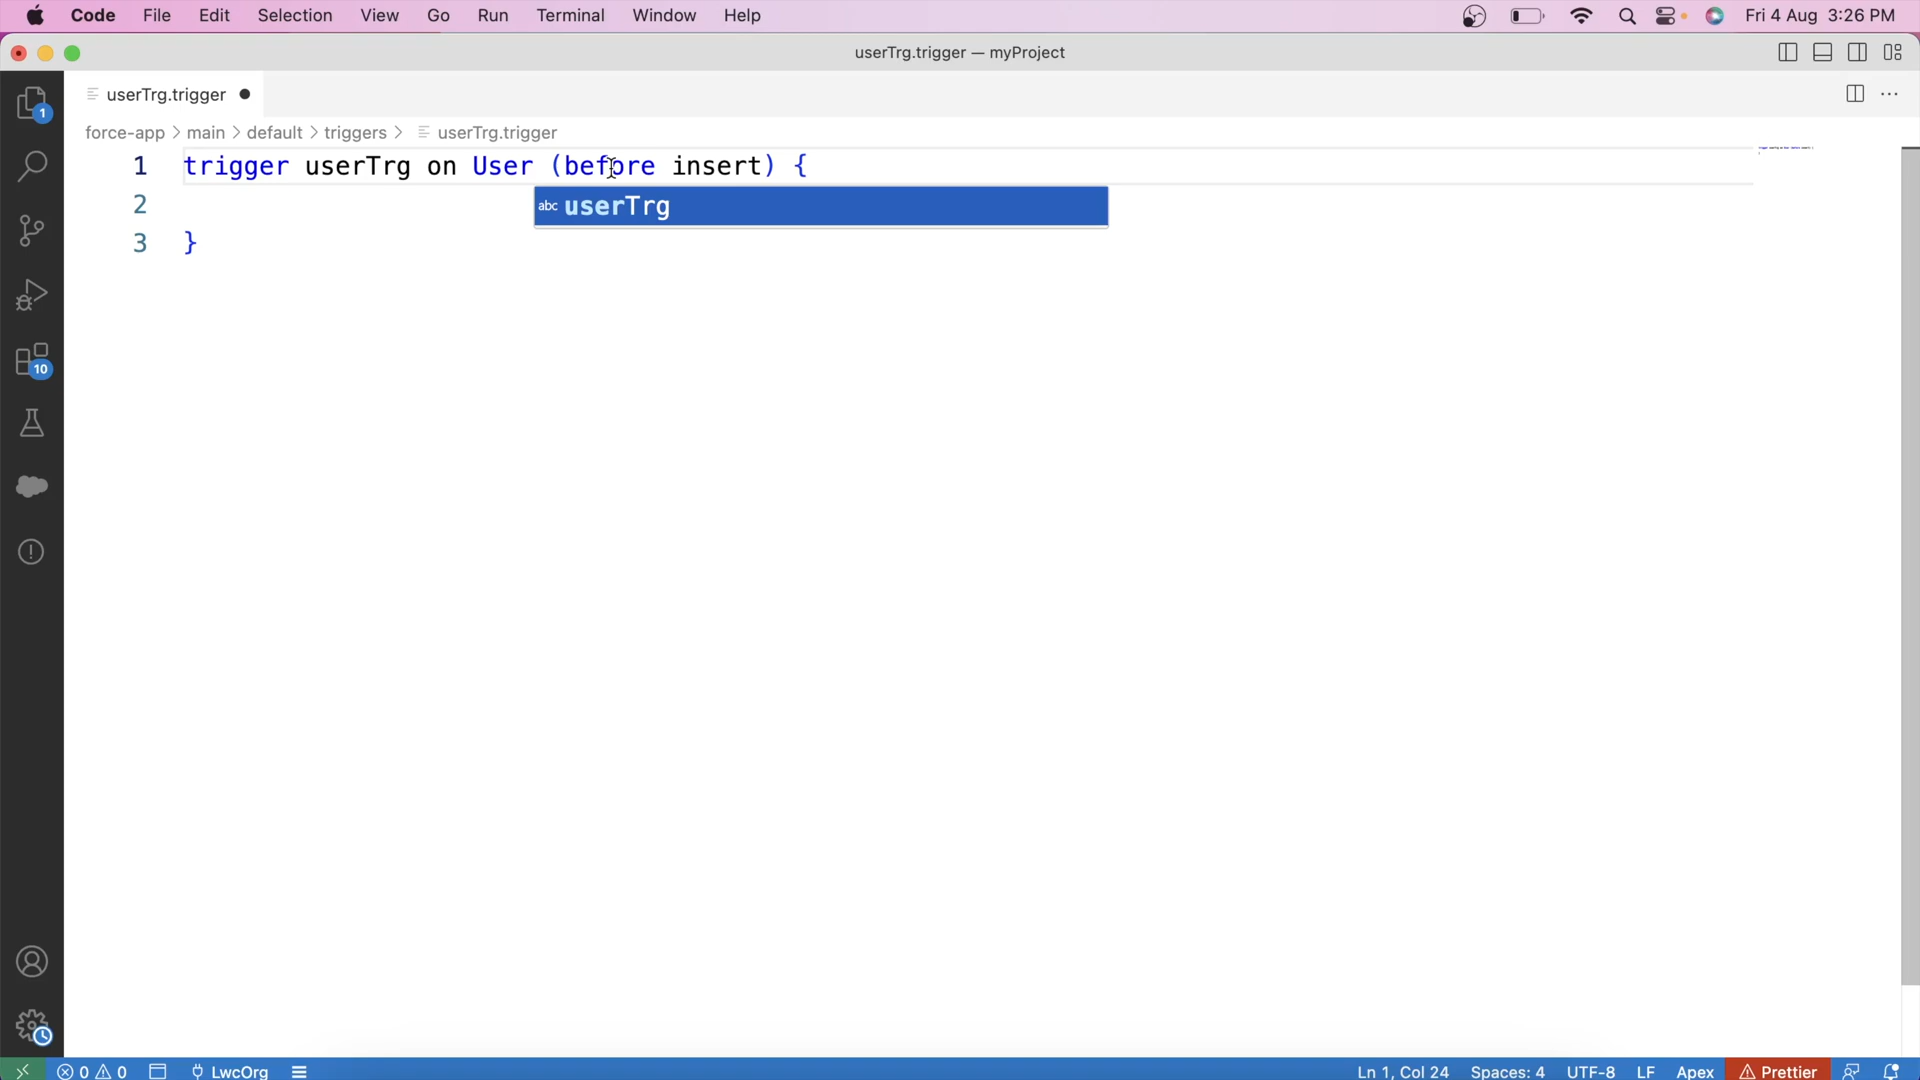 Code File Edit Selection View Go Run Terminal Window Help Fri 4 Aug 3:26 PM
userTrg.trigger — myProject
userTrg.trigger
force-app > main > default > triggers > userTrg.trigger
1 trigger userTrg on User (before insert) {
2
abc userTrg
3 }
1
10
0 0 LwcOrg Ln 1, Col 24 Spaces: 4 UTF-8 LF Apex Prettier